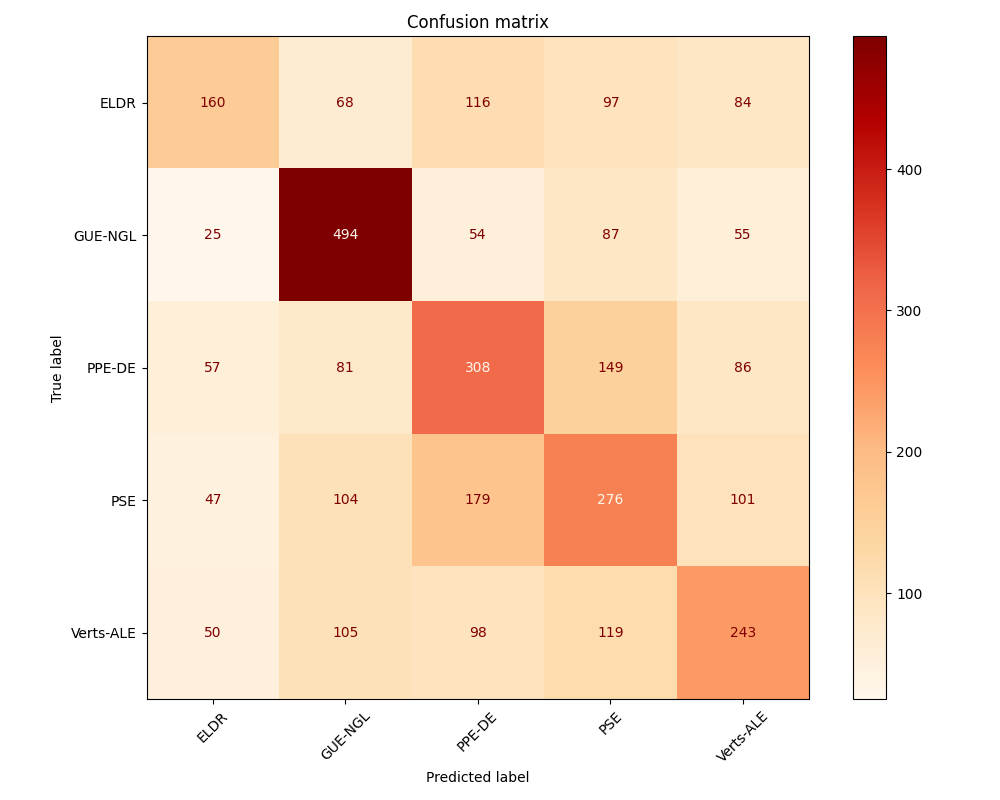 Confusion matrix
ELDR 160 68 116 97 84
GUE-NGL 25 494 54 87 55
PPE-DE 57 81 308 149 86
PSE 47 104 179 276 101
Verts-ALE 50 105 98 119 243
True label
ELDR GUE-NGL PPE-DE PSE Verts-ALE
Predicted label
400
300
200
100